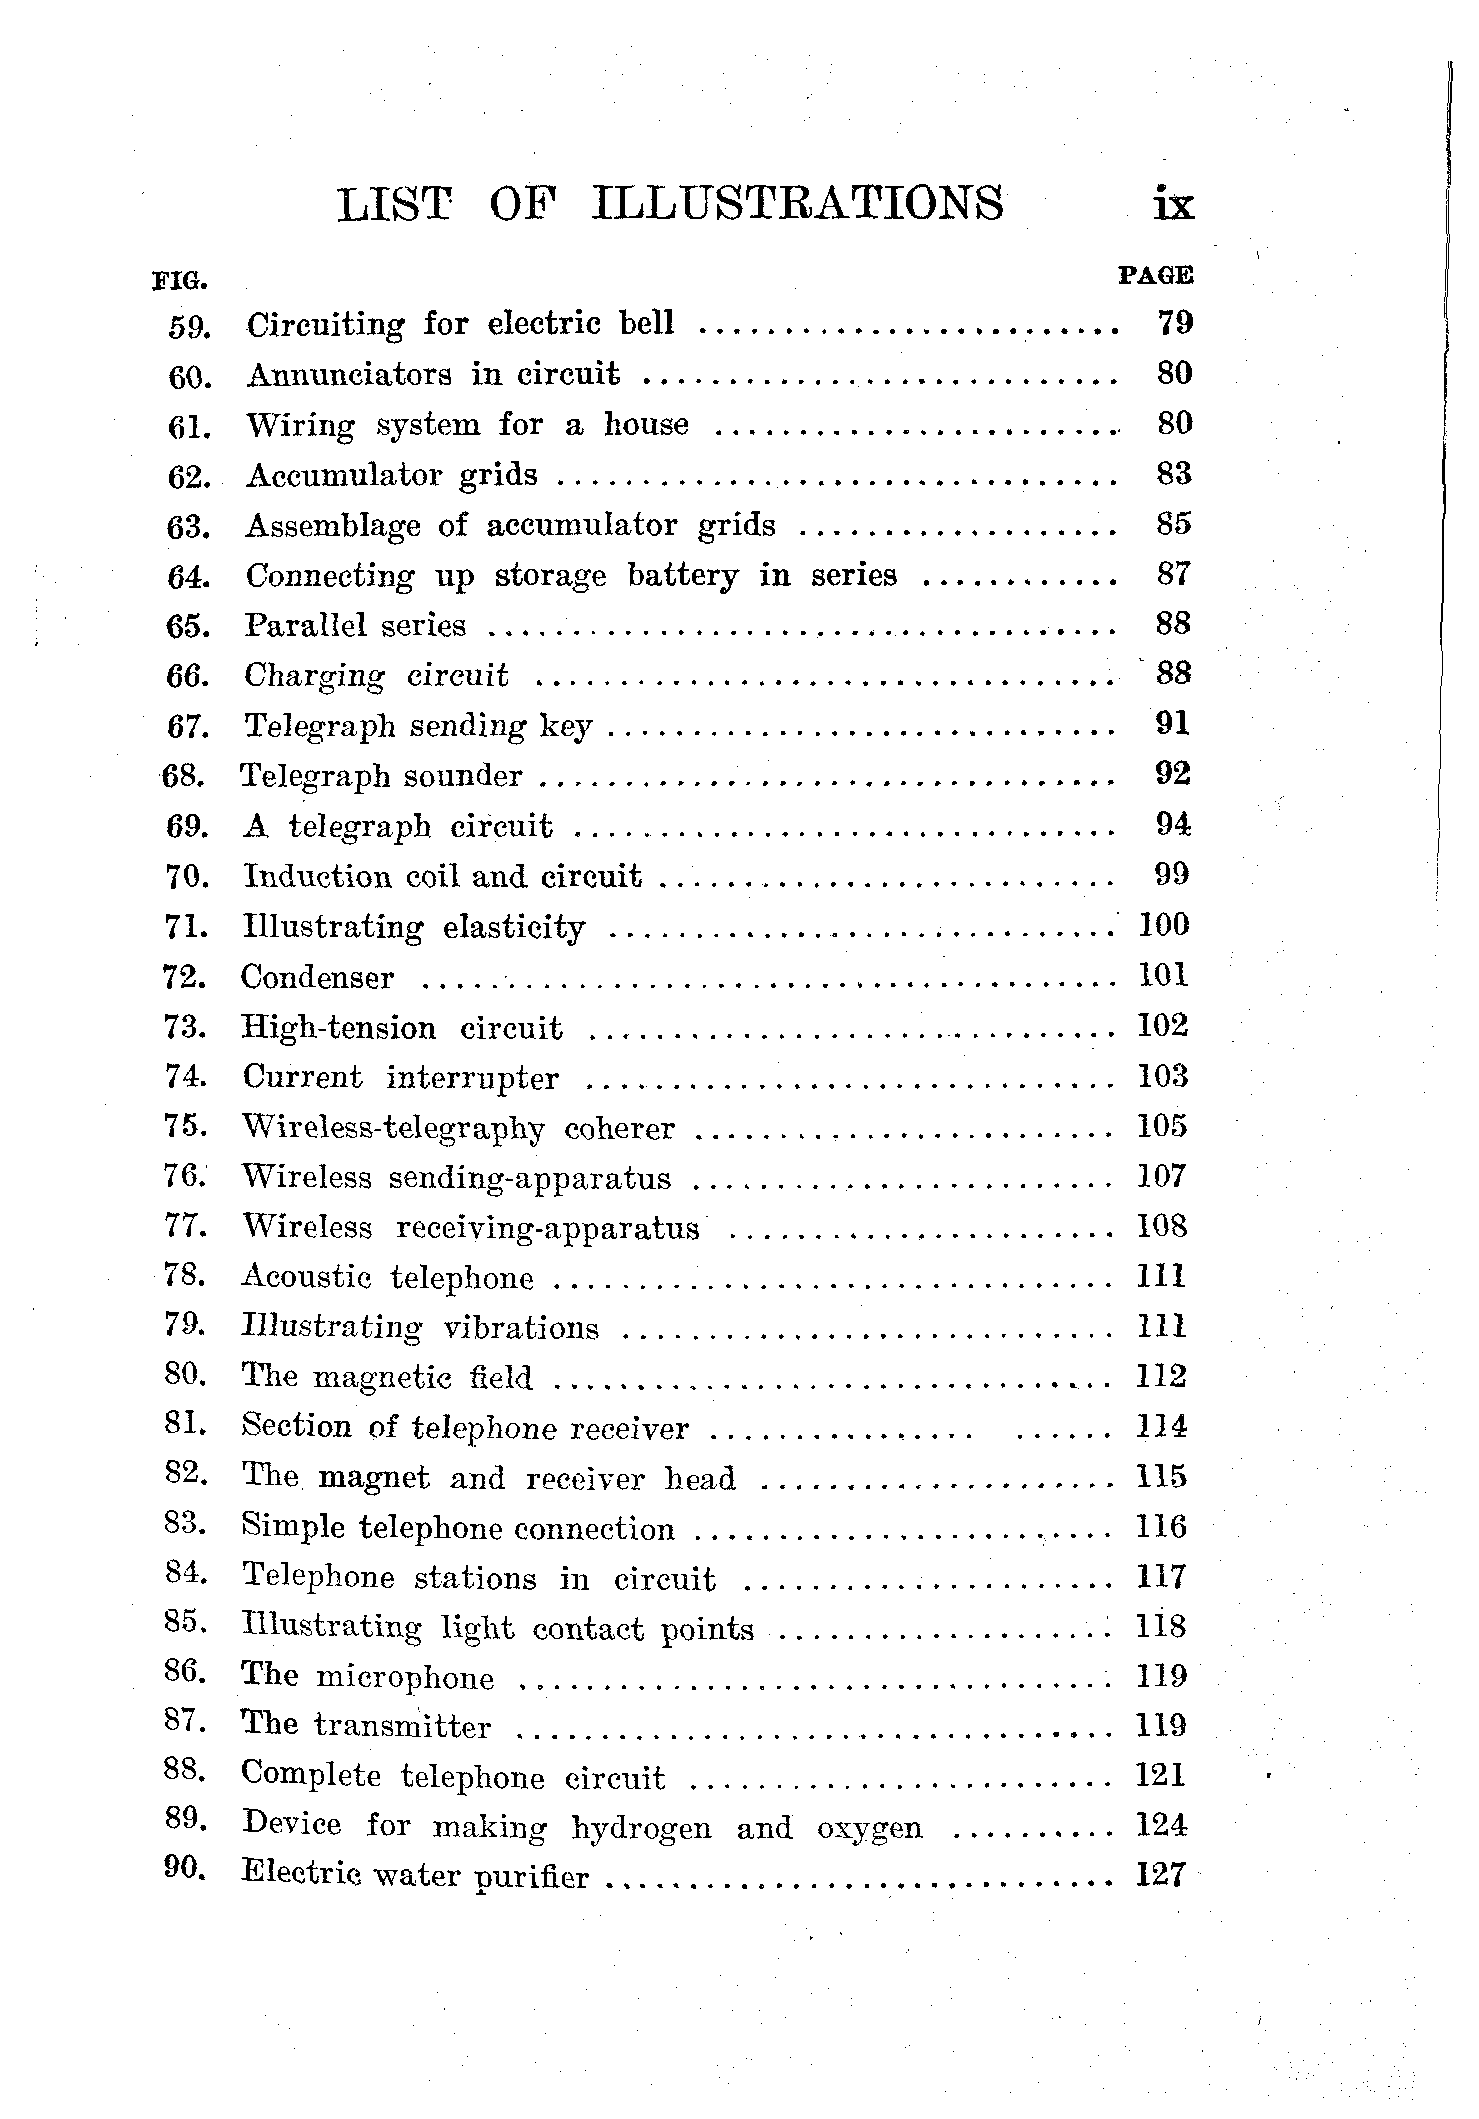 LIST OF ILLUSTRATIONS ix
FIG. PAGE
59. Circuiting for electric bell ......................... 79
60. Annunciators in circuit ............................ 80
61. Wiring system for a house ........................ 80
62. Accumulator grids ................................. 83
63. Assemblage of accumulator grids ................... 85
64. Connecting up storage battery in series ............ 87
65. Parallel series ..................................... 88
66. Charging circuit .................................. 88
67. Telegraph sending key .............................. 91
68. Telegraph sounder .................................. 92
69. A telegraph circuit ................................ 94
70. Induction coil and circuit ........................... 99
71. Illustrating elasticity .............................. 100
72. Condenser ......................................... 101
73. High-tension circuit ............................... 102
74. Current interrupter ............................... 103
75. Wireless-telegraphy coherer ......................... 105
76. Wireless sending-apparatus ......................... 107
77. Wireless receiving-apparatus ....................... 108
78. Acoustic telephone ................................. 111
79. Illustrating vibrations ............................. 111
80. The magnetic field ................................. 112
81. Section of telephone receiver ................ ...... 114
82. The magnet and receiver head ..................... 115
83. Simple telephone connection ......................... 116
84. Telephone stations in circuit ...................... 117
85. Illustrating light contact points .................... 118
86. The microphone ................................... 119
87. The transmitter ................................... 119
88. Complete telephone circuit ......................... 121
89. Device for making hydrogen and oxygen .......... 124
90. Electric water purifier .............................. 127